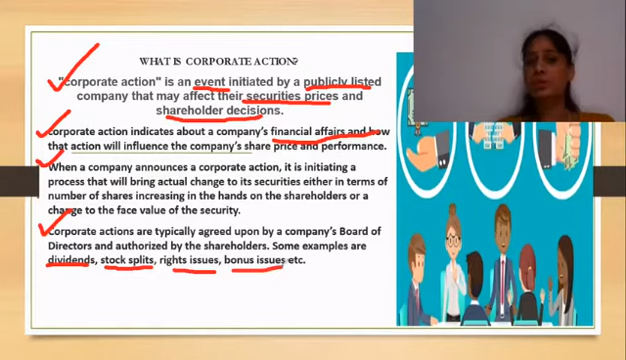 WHAT IS CORPORATE ACTION?
"corporate action" is an event initiated by a publicly listed
company that may affect their securities prices and
shareholder decisions.
Corporate action indicates about a company's financial affairs and how
that action will influence the company's share price and performance.
When a company announces a corporate action, it is initiating a
process that will bring actual change to its securities either in terms of
number of shares increasing in the hands on the shareholders or a
change to the face value of the security.
Corporate actions are typically agreed upon by a company's Board of
Directors and authorized by the shareholders. Some examples are
dividends, stock splits, rights issues, bonus issues etc.